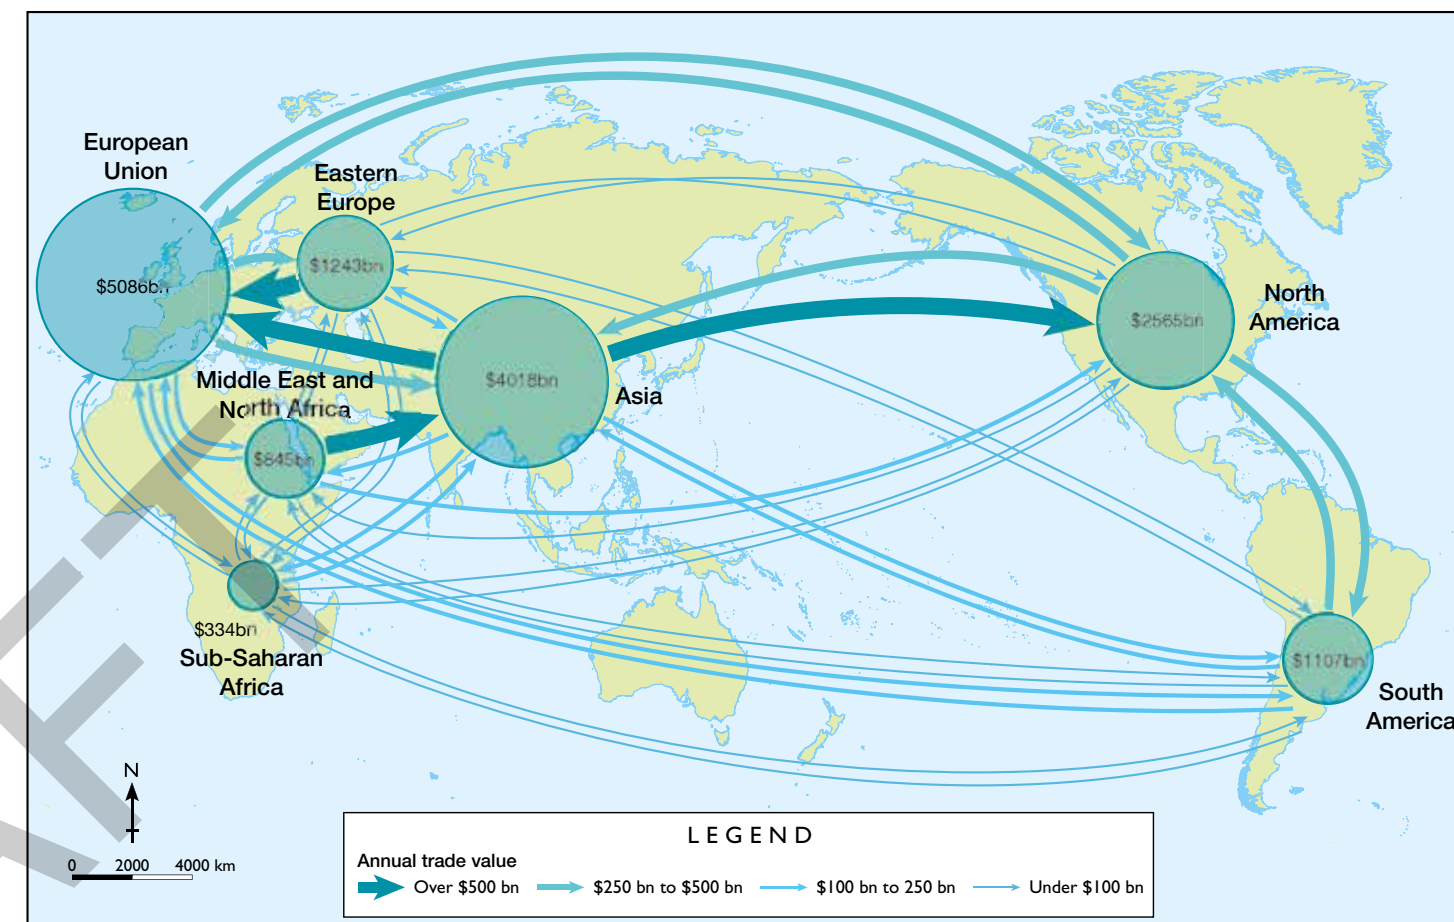 European
Union
$5086bn
Eastern
Europe
$1243bn
Middle East and
North Africa
$845bn
$4018bn
Asia
$2565bn
North
America
$334bn
Sub-Saharan
Africa
$1107bn
South
America
N
0 2000 4000 km
LEGEND
Annual trade value
Over $500 bn
$250 bn to $500 bn
$100 bn to 250 bn
Under $100 bn